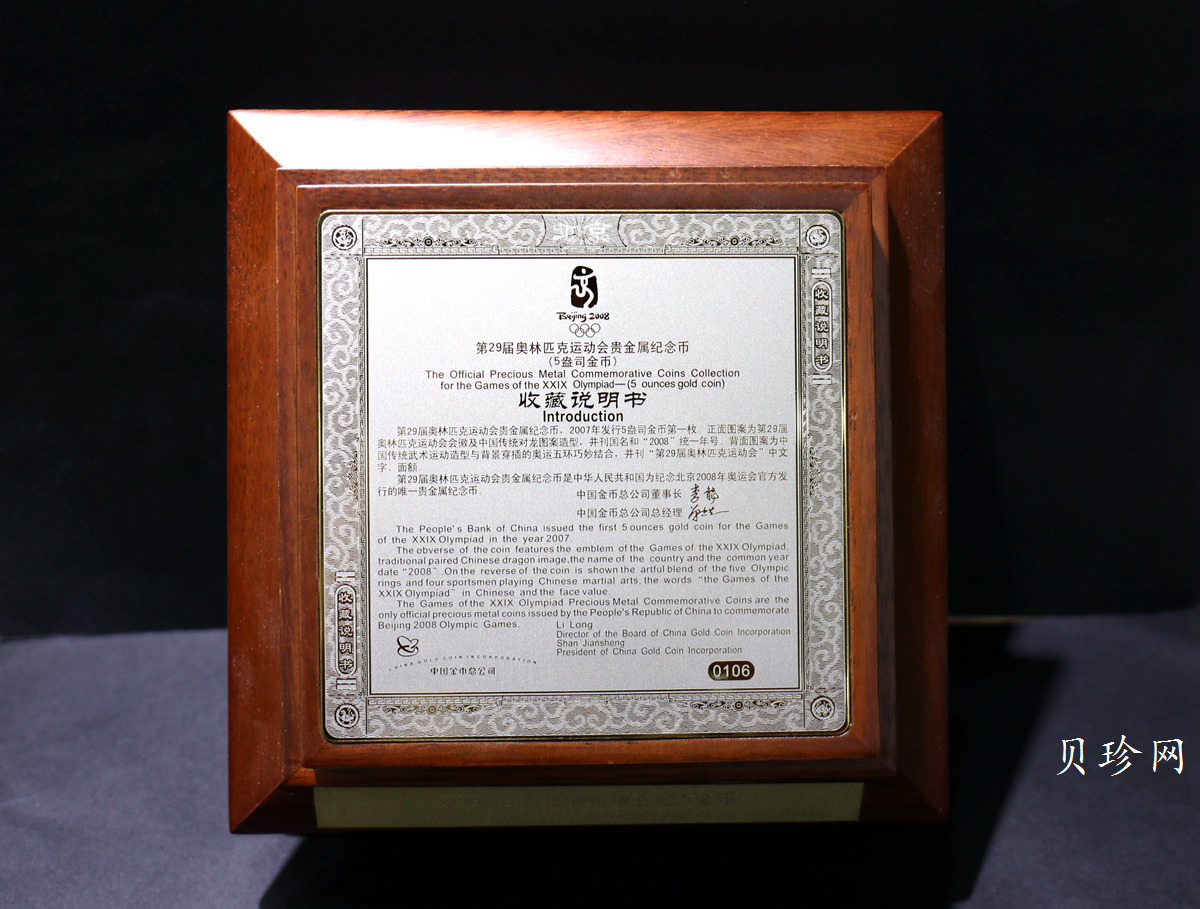 北京
Beijing 2008
第29届奥林匹克运动会贵金属纪念币
（5盎司金币）
The Official Precious Metal Commemorative Coins Collection
for the Games of the XXIX Olympiad—(5 ounces gold coin)
收藏说明书
Introduction
第29届奥林匹克运动会贵金属纪念币，2007年发行5盎司金币第一枚。正面图案为第29届
奥林匹克运动会会徽及中国传统对龙图案造型，并刊国名和“2008”统一年号。背面图案为中
国传统武术运动造型与背景穿插的奥运五环巧妙结合，并刊“第29届奥林匹克运动会”中文
字、面额。
第29届奥林匹克运动会贵金属纪念币是中华人民共和国为纪念北京2008年奥运会官方发
行的唯一贵金属纪念币。
中国金币总公司董事长
中国金币总公司总经理
The People's Bank of China issued the first 5 ounces gold coin for the Games
of the XXIX Olympiad in the year 2007.
The obverse of the coin features the emblem of the Games of the XXIX Olympiad,
traditional paired Chinese dragon image,the name of the country and the common year
date “2008”.On the reverse of the coin is shown the artful blend of the five Olympic
rings and four sportsmen playing Chinese martial arts, the words “the Games of the
XXIX Olympiad” in Chinese and the face value.
The Games of the XXIX Olympiad Precious Metal Commemorative Coins are the
only official precious metal coins issued by the People's Republic of China to commemorate
Beijing 2008 Olympic Games.
Li Long
Director of the Board of China Gold Coin Incorporation
Shan Jiansheng
President of China Gold Coin Incorporation
CHINA GOLD COIN INCORPORATION
中国金币总公司
0106
收藏说明书
收藏说明书
贝珍网